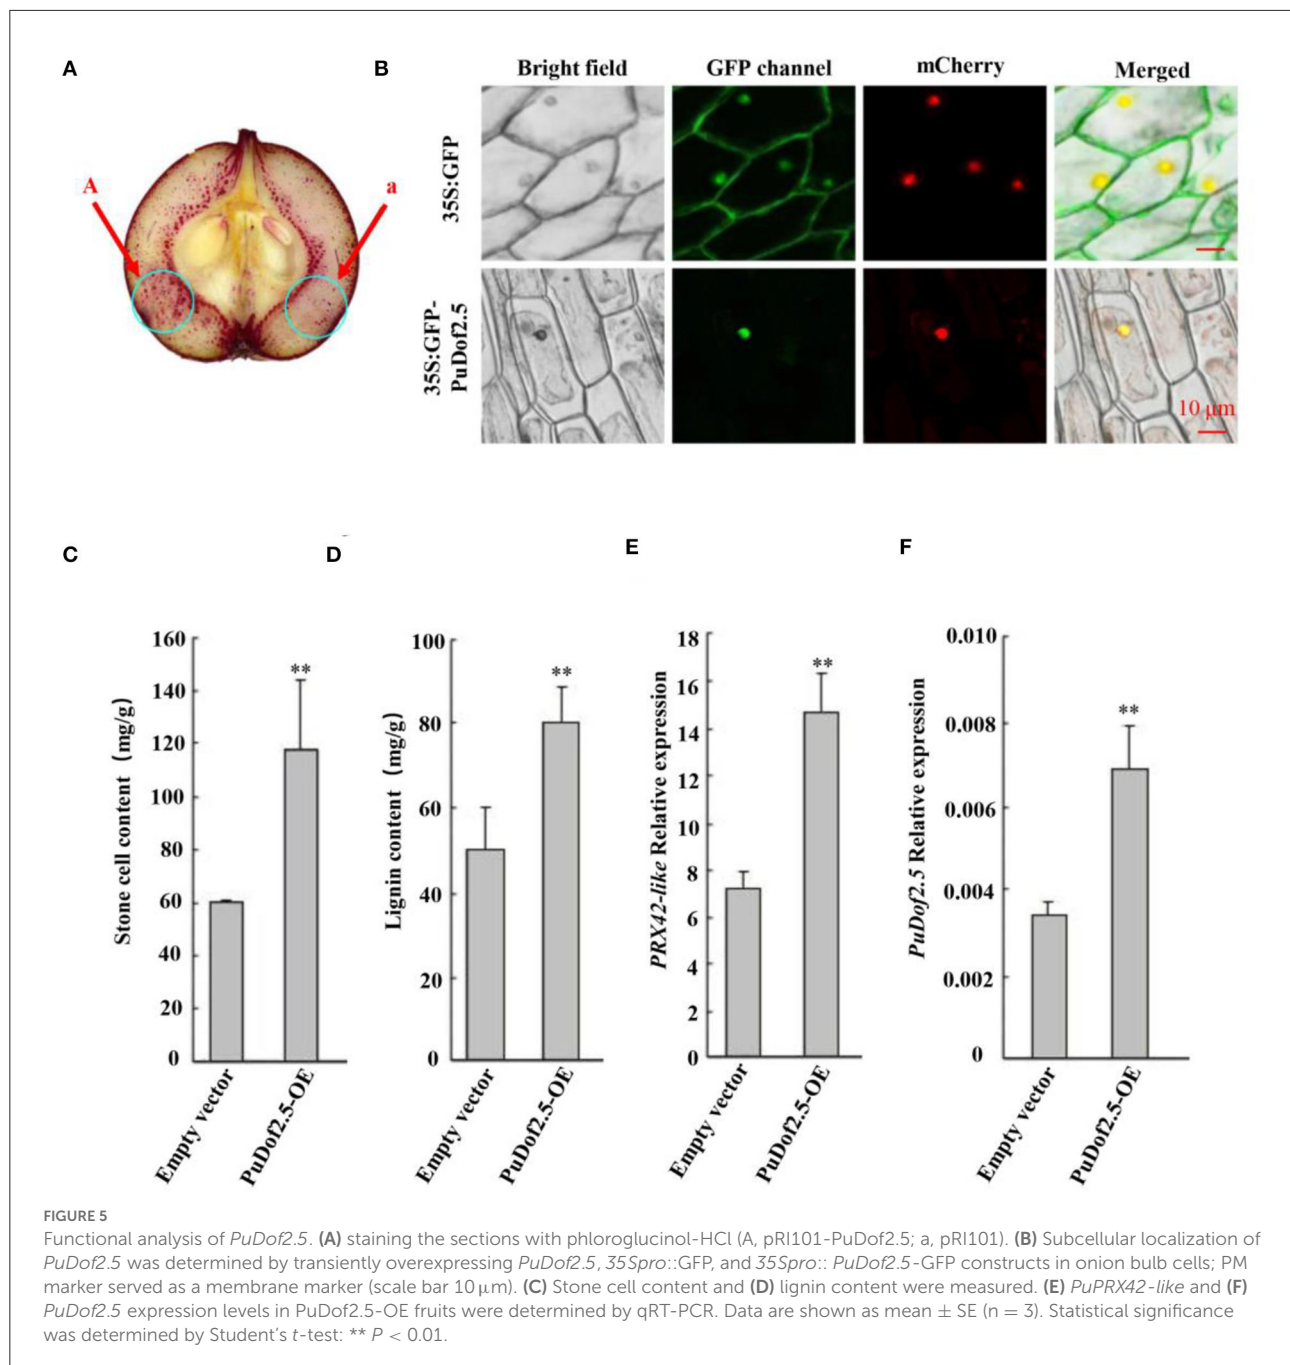 A
B
Bright field
GFP channel
mCherry
Merged
A
a
35S:GFP
35S:GFP-
PuDof2.5
10 μm
C
D
E
F
Stone cell content (mg/g)
160
140
120
100
80
60
40
20
0
**
Empty vector
PuDof2.5-OE
Lignin content (mg/g)
100
80
60
40
20
0
**
Empty vector
PuDof2.5-OE
PRX42-like Relative expression
18
16
14
12
10
8
6
4
2
0
**
Empty vector
PuDof2.5-OE
PuDof2.5 Relative expression
0.010
0.008
0.006
0.004
0.002
0
**
Empty vector
PuDof2.5-OE
FIGURE 5
Functional analysis of PuDof2.5. (A) staining the sections with phloroglucinol-HCl (A, pRI101-PuDof2.5; a, pRI101). (B) Subcellular localization of
PuDof2.5 was determined by transiently overexpressing PuDof2.5, 35Spro::GFP, and 35Spro:: PuDof2.5-GFP constructs in onion bulb cells; PM
marker served as a membrane marker (scale bar 10 μm). (C) Stone cell content and (D) lignin content were measured. (E) PuPRX42-like and (F)
PuDof2.5 expression levels in PuDof2.5-OE fruits were determined by qRT-PCR. Data are shown as mean ± SE (n = 3). Statistical significance
was determined by Student's t-test: ** P < 0.01.